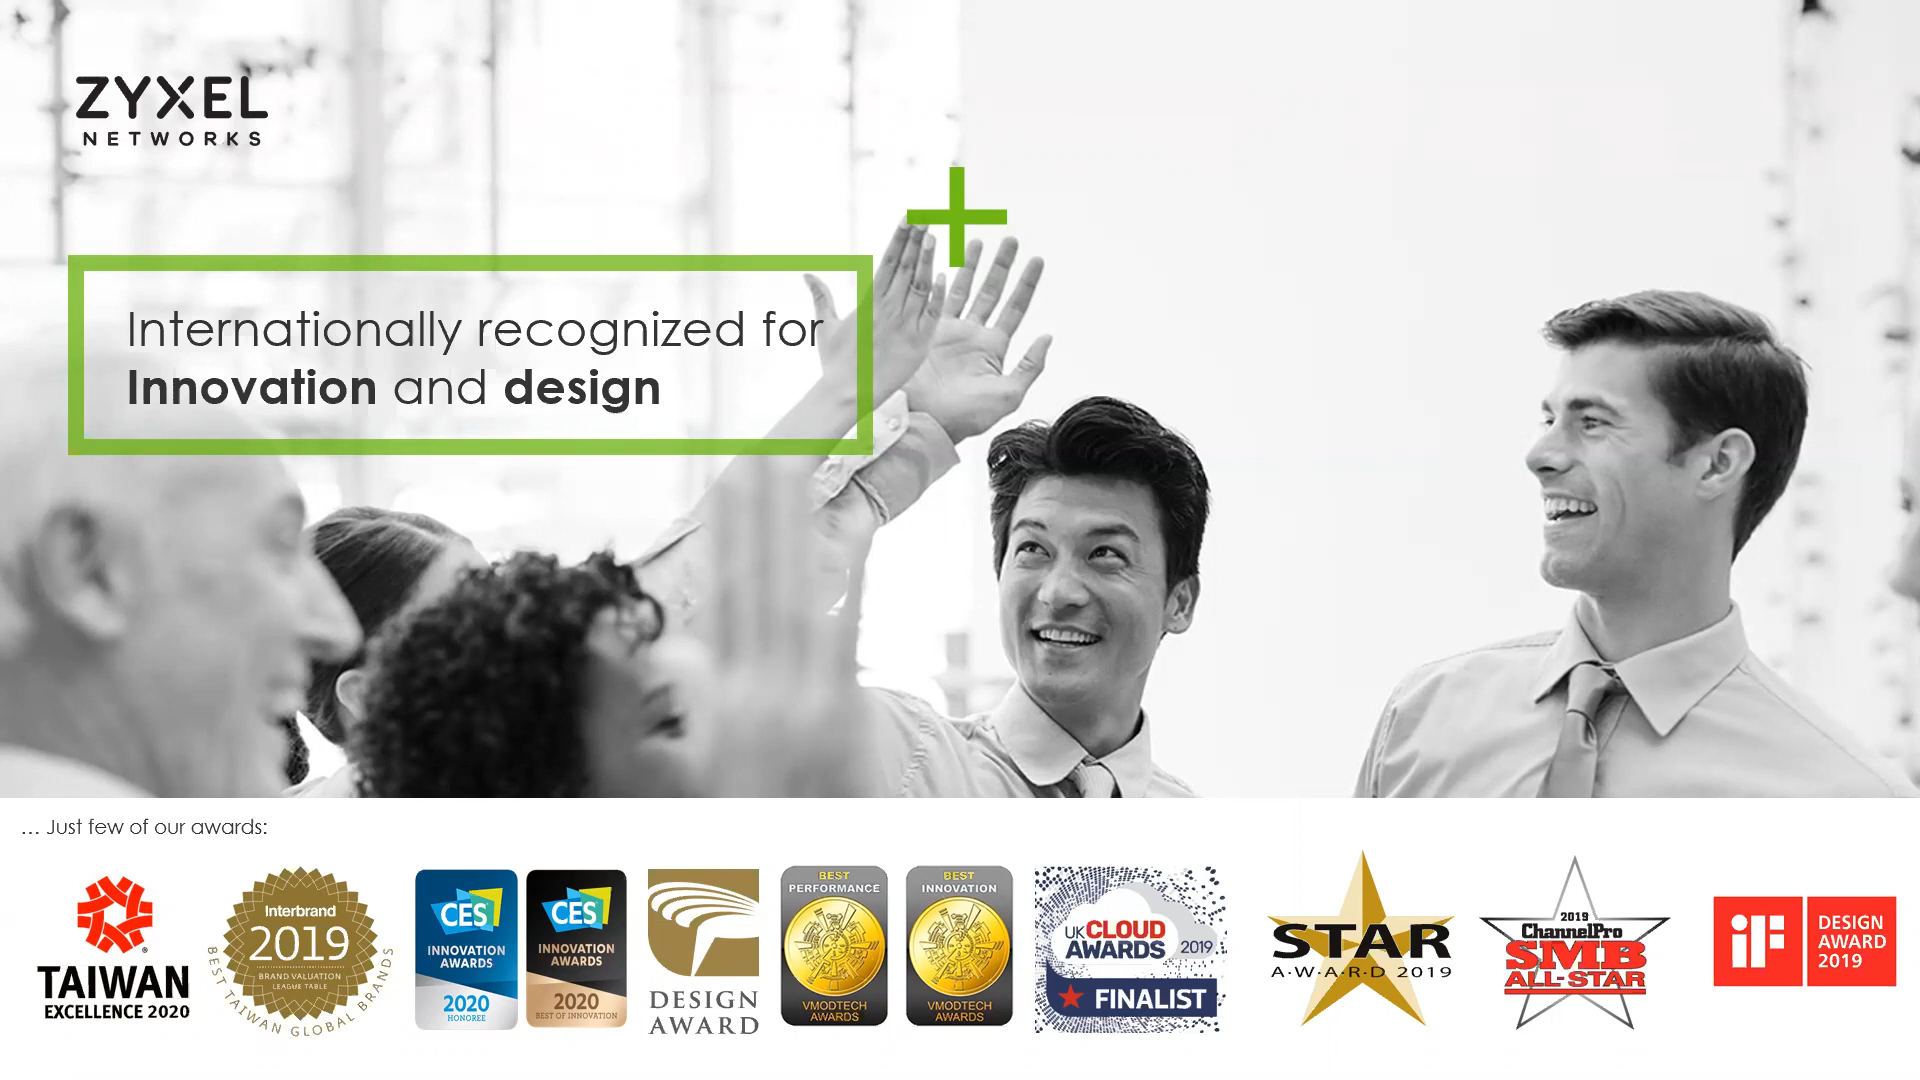 ZYXEL
NETWORKS
Internationally recognized for
Innovation and design
... Just few of our awards:
TAIWAN
EXCELLENCE 2020
Interbrand
2019
BRAND VALUATION
LEAGUE TABLE
BEST TAIWAN GLOBAL BRANDS
CES
INNOVATION
AWARDS
2020
HONOREE
CES
INNOVATION
AWARDS
2020
BEST OF INNOVATION
DESIGN
AWARD
BEST
PERFORMANCE
VMODTECH
AWARDS
BEST
INNOVATION
VMODTECH
AWARDS
UK CLOUD
AWARDS 2019
FINALIST
STAR
A·W·A·R·D 2019
2019
ChannelPro
SMB
ALL-STAR
iF
DESIGN
AWARD
2019